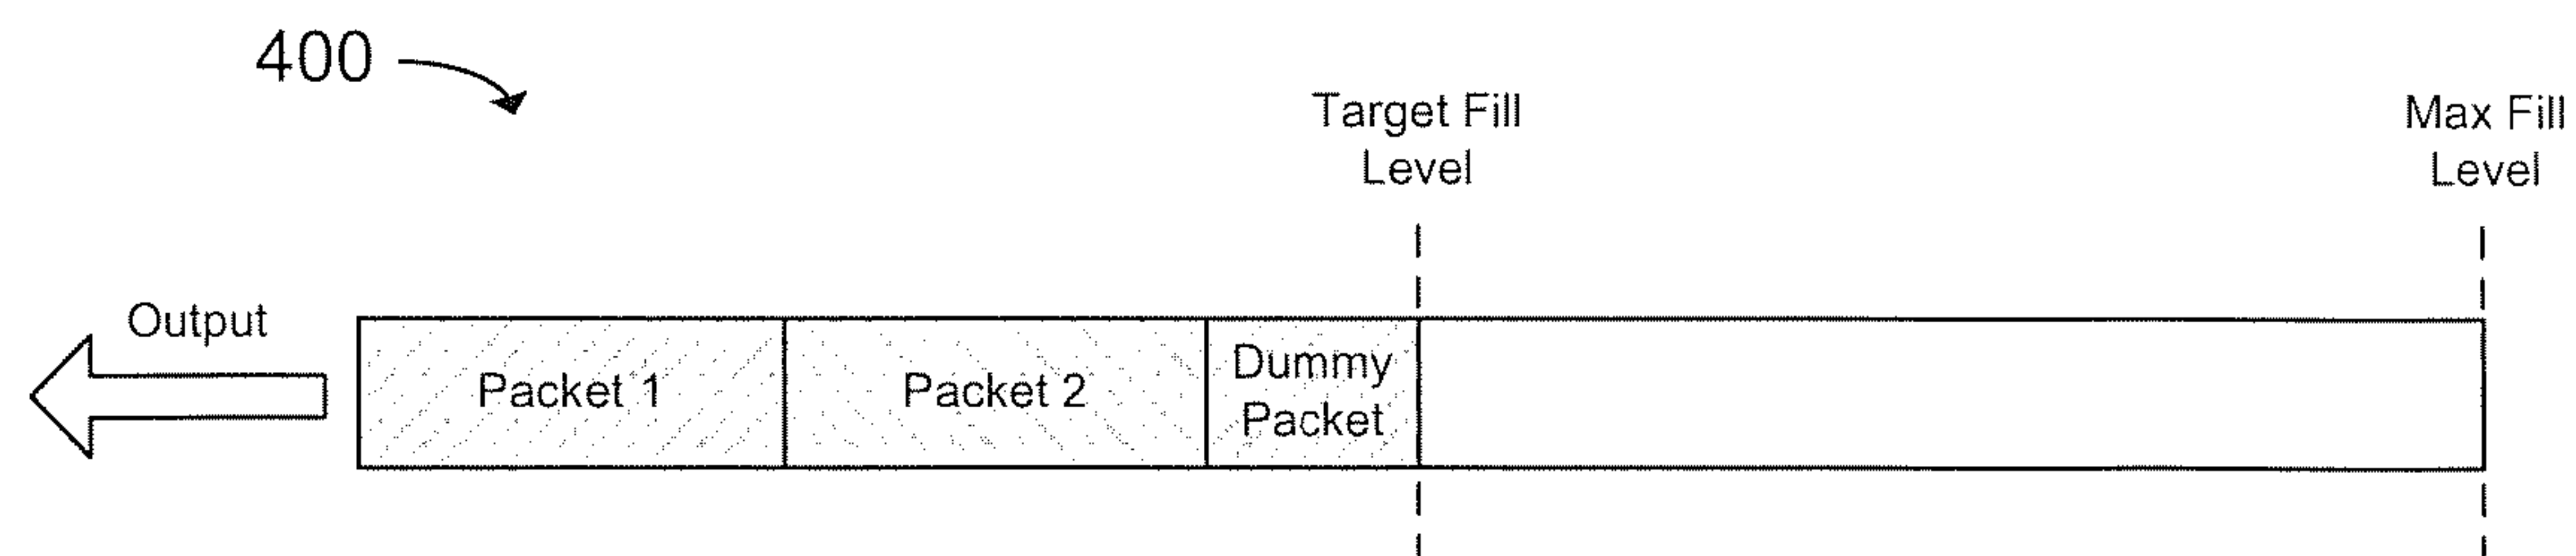 400
Target Fill
Level
Max Fill
Level
Output
Packet 1
Packet 2
Dummy
Packet